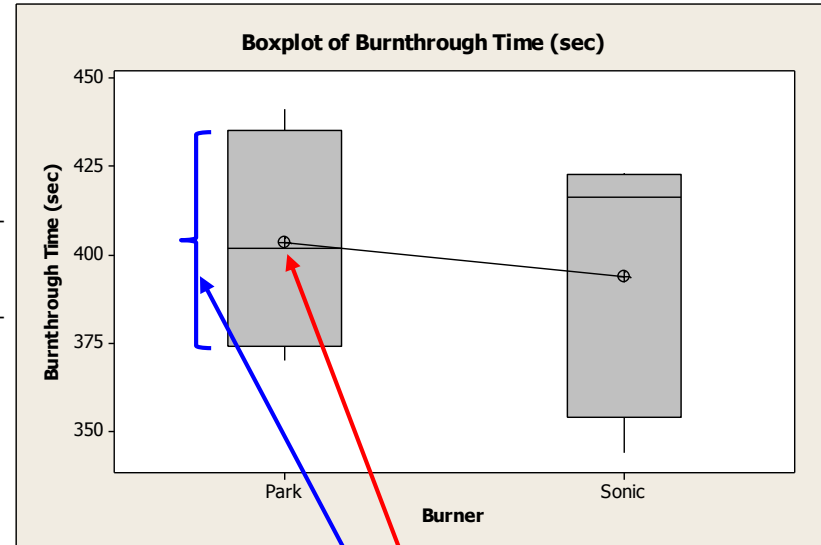 Boxplot of Burnthrough Time (sec)
Burnthrough Time (sec)
450
425
400
375
350
Park
Sonic
Burner